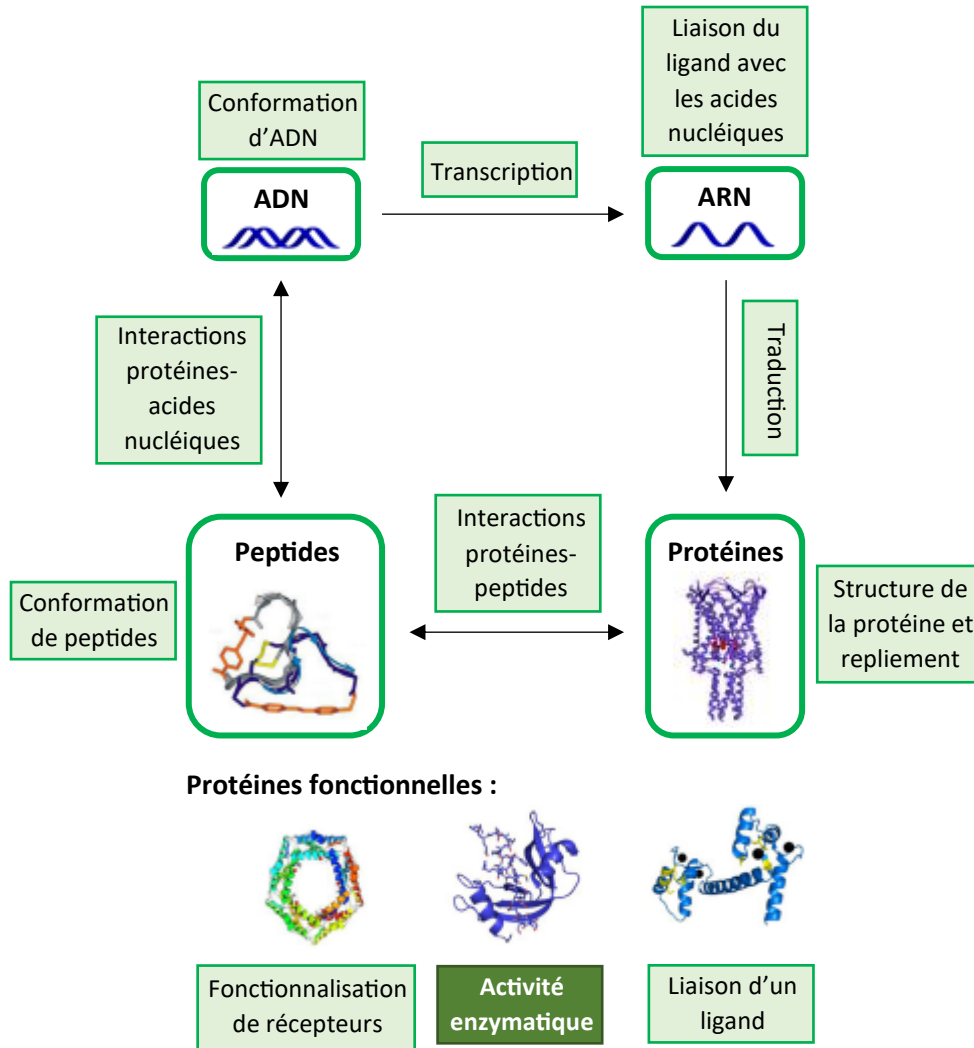 Liaison du
ligand avec
les acides
nucléiques
Conformation
d’ADN
Transcription
ADN
ARN
Interactions
protéines-
acides
nucléiques
Traduction
Interactions
protéines-
peptides
Peptides
Protéines
Conformation
de peptides
Structure de
la protéine et
repliement
Protéines fonctionnelles :
Fonctionnalisation
de récepteurs
Activité
enzymatique
Liaison d’un
ligand